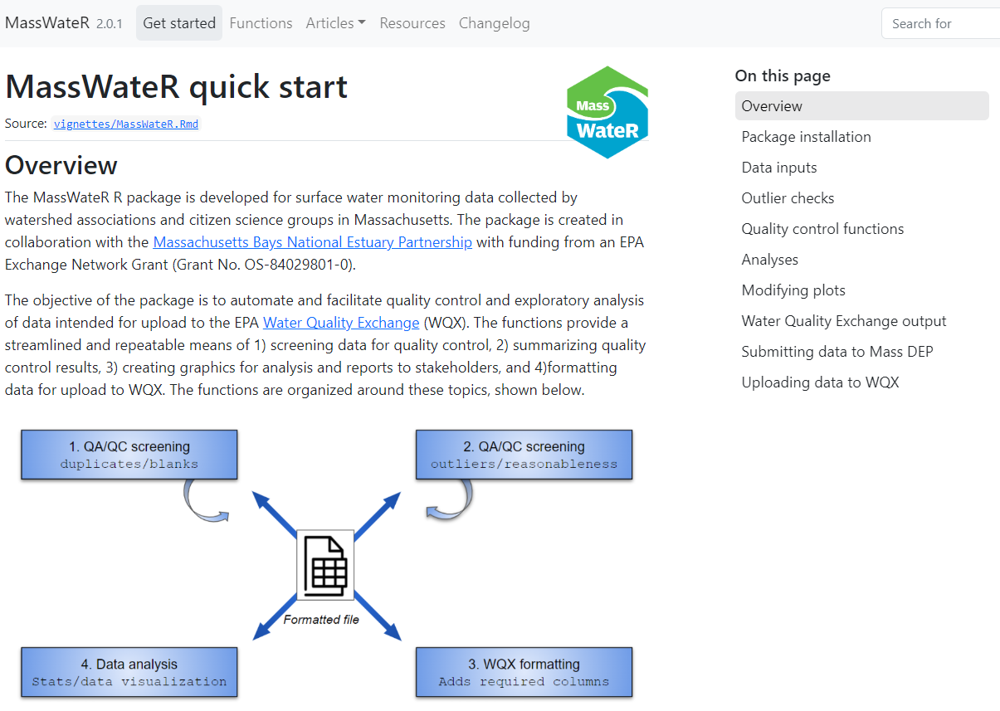 MassWateR 2.0.1 Get started Functions Articles Resources Changelog Search for
MassWateR quick start
Mass
WateR
Source: vignettes/MassWateR.Rmd
Overview
The MassWateR R package is developed for surface water monitoring data collected by
watershed associations and citizen science groups in Massachusetts. The package is created in
collaboration with the Massachusetts Bays National Estuary Partnership with funding from an EPA
Exchange Network Grant (Grant No. OS-84029801-0).
The objective of the package is to automate and facilitate quality control and exploratory analysis
of data intended for upload to the EPA Water Quality Exchange (WQX). The functions provide a
streamlined and repeatable means of 1) screening data for quality control, 2) summarizing quality
control results, 3) creating graphics for analysis and reports to stakeholders, and 4)formatting
data for upload to WQX. The functions are organized around these topics, shown below.
1. QA/QC screening
duplicates/blanks
2. QA/QC screening
outliers/reasonableness
Formatted file
4. Data analysis
Stats/data visualization
3. WQX formatting
Adds required columns
On this page
Overview
Package installation
Data inputs
Outlier checks
Quality control functions
Analyses
Modifying plots
Water Quality Exchange output
Submitting data to Mass DEP
Uploading data to WQX